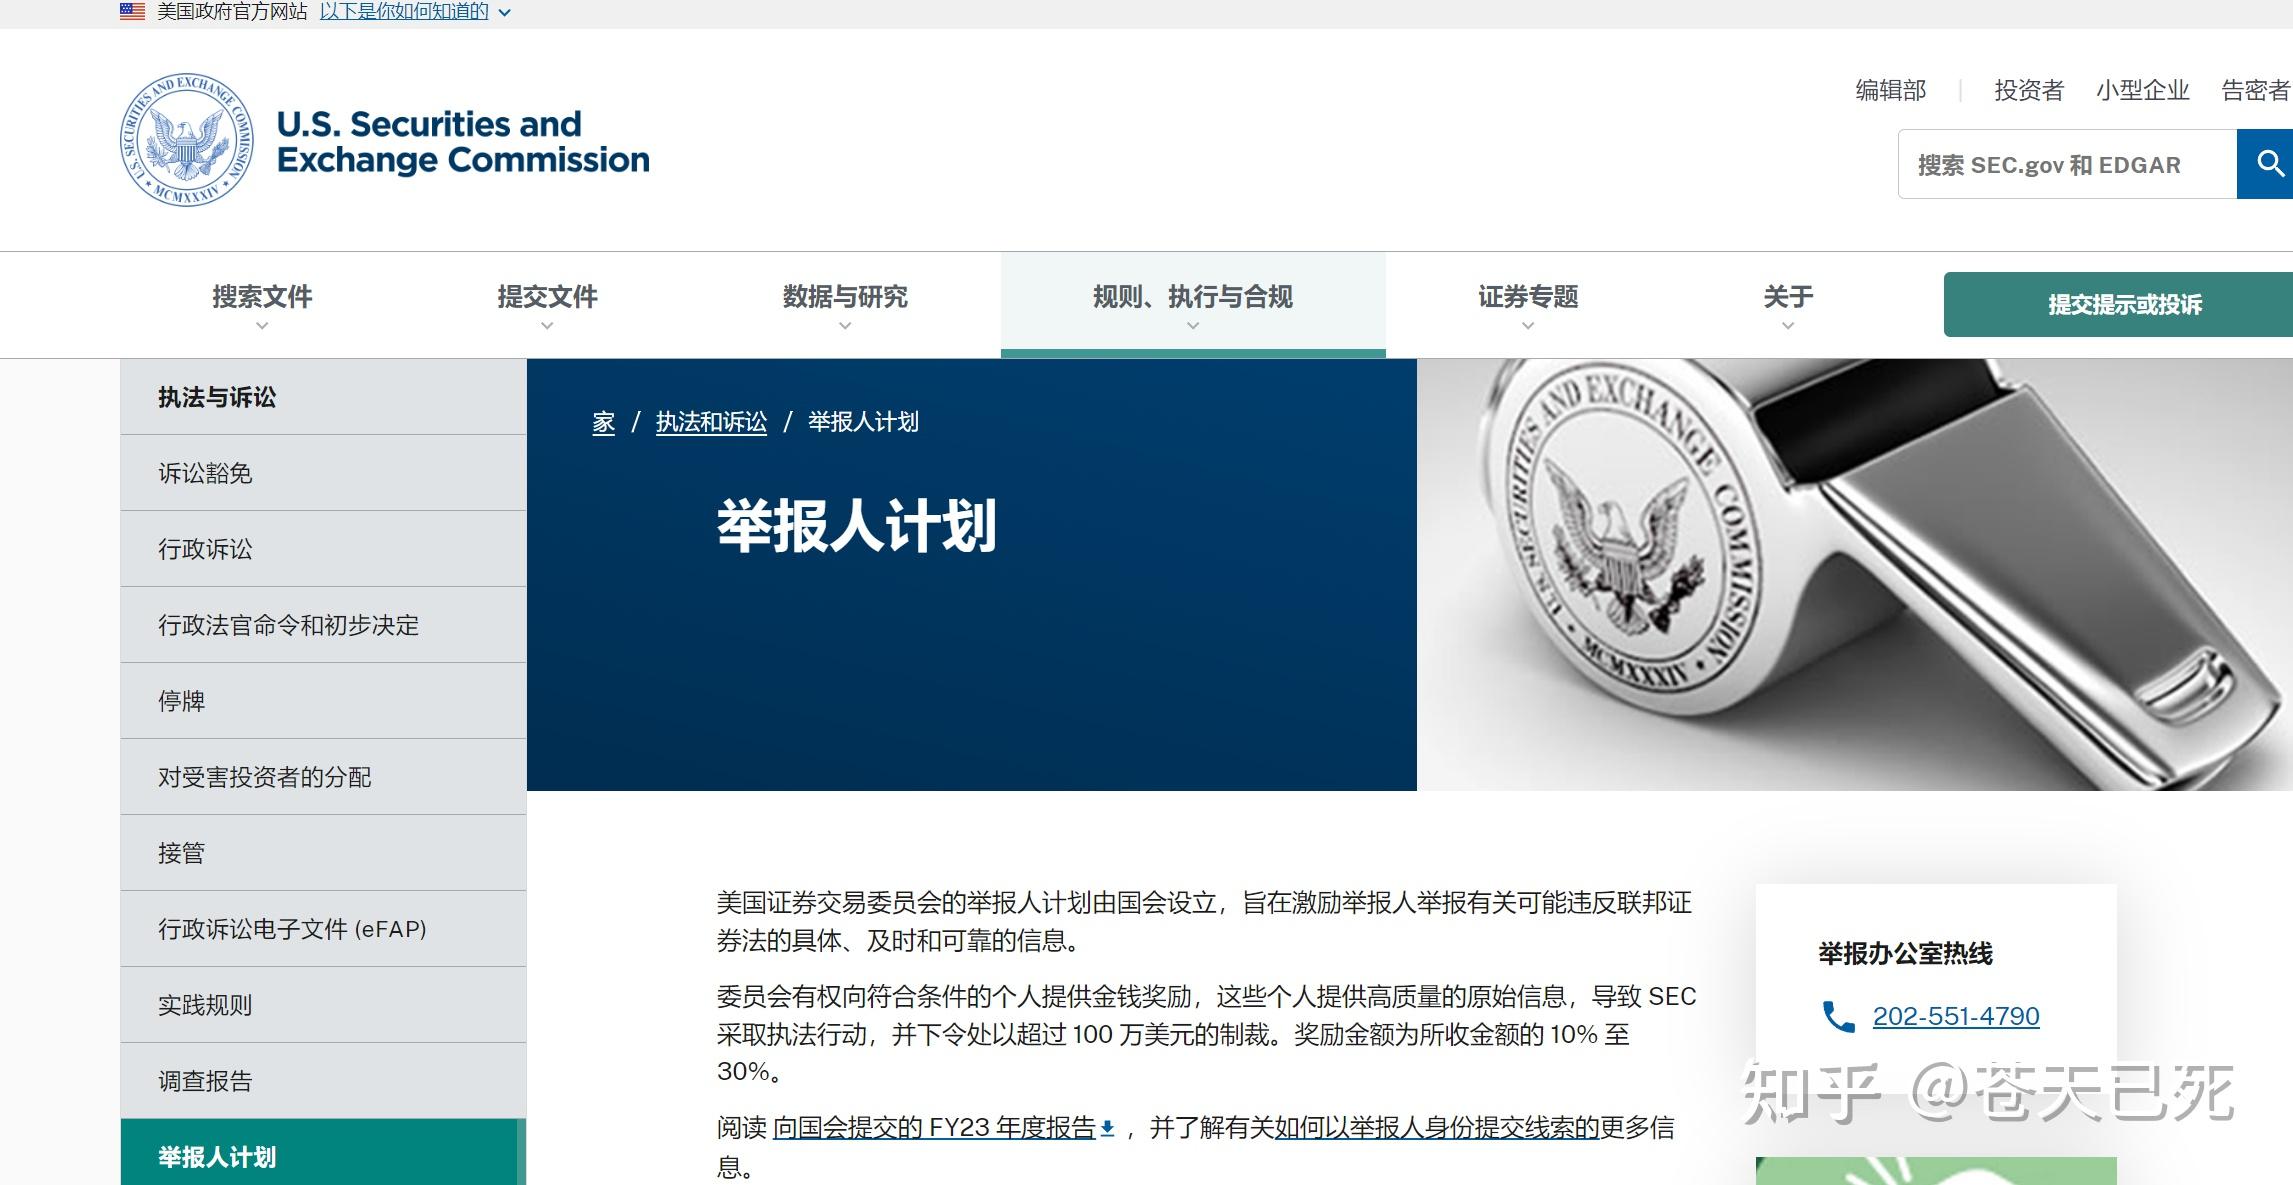 美国政府官方网站 以下是你如何知道的
U.S. SECURITIES AND EXCHANGE COMMISSION
MCMXXXIV
U.S. Securities and
Exchange Commission
编辑部 | 投资者 小型企业 告密者
搜索 SEC.gov 和 EDGAR
搜索文件 提交文件 数据与研究 规则、执行与合规 证券专题 关于 提交提示或投诉
执法与诉讼
诉讼豁免
行政诉讼
行政法官命令和初步决定
停牌
对受害投资者的分配
接管
行政诉讼电子文件 (eFAP)
实践规则
调查报告
举报人计划
家 / 执法和诉讼 / 举报人计划
举报人计划
U.S. SECURITIES AND EXCHANGE COMMISSION
MCMXXXIV
美国证券交易委员会的举报人计划由国会设立，旨在激励举报人举报有关可能违反联邦证
券法的具体、及时和可靠的信息。
委员会有权向符合条件的个人提供金钱奖励，这些个人提供高质量的原始信息，导致 SEC
采取执法行动，并下令处以超过 100 万美元的制裁。奖励金额为所收金额的 10% 至
30%。
阅读 向国会提交的 FY23 年度报告 ，并了解有关如何以举报人身份提交线索的更多信
息。
举报办公室热线
202-551-4790
知乎 @苍天已死